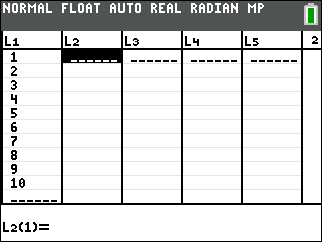 NORMAL FLOAT AUTO REAL RADIAN MP
L1 L2 L3 L4 L5 2
1 ------ ------ ------ ------
2
3
4
5
6
7
8
9
10
------
L2(1)=